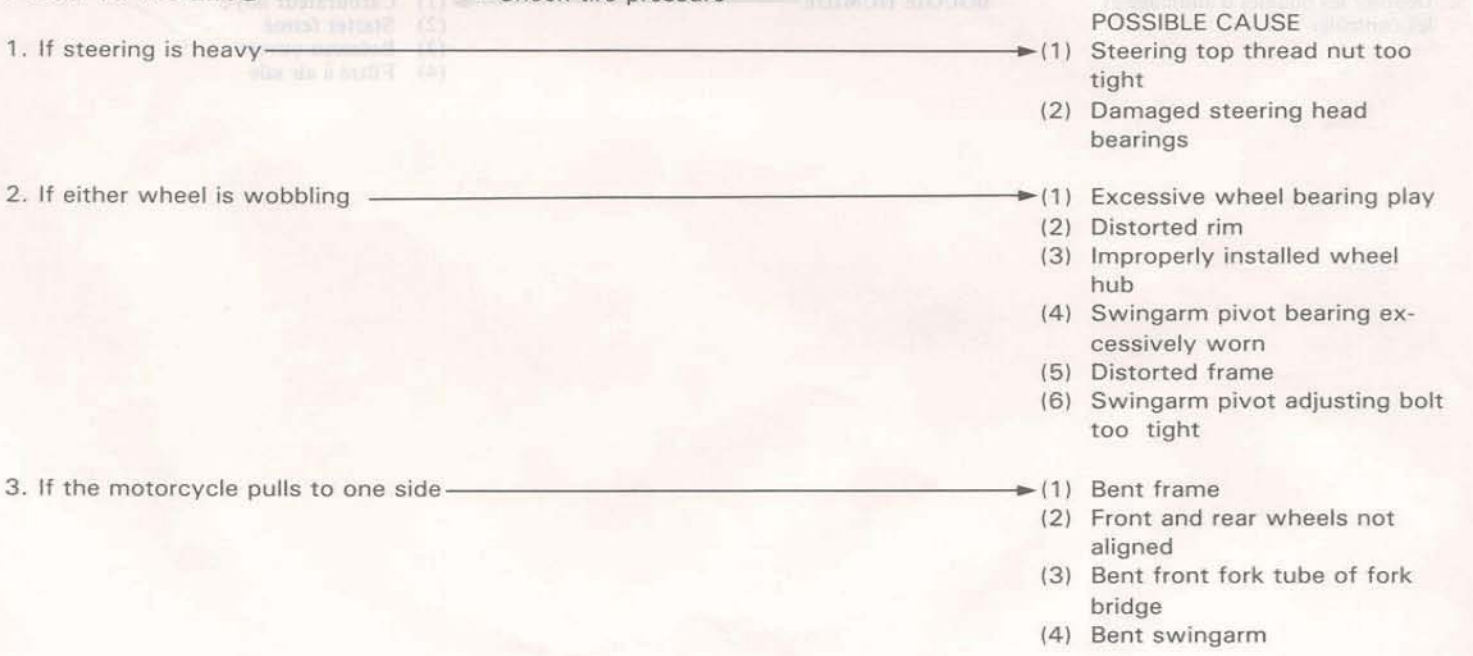 Check tire pressure
POSSIBLE CAUSE
1. If steering is heavy
(1) Steering top thread nut too
tight
(2) Damaged steering head
bearings
2. If either wheel is wobbling
(1) Excessive wheel bearing play
(2) Distorted rim
(3) Improperly installed wheel
hub
(4) Swingarm pivot bearing ex-
cessively worn
(5) Distorted frame
(6) Swingarm pivot adjusting bolt
too tight
3. If the motorcycle pulls to one side
(1) Bent frame
(2) Front and rear wheels not
aligned
(3) Bent front fork tube of fork
bridge
(4) Bent swingarm